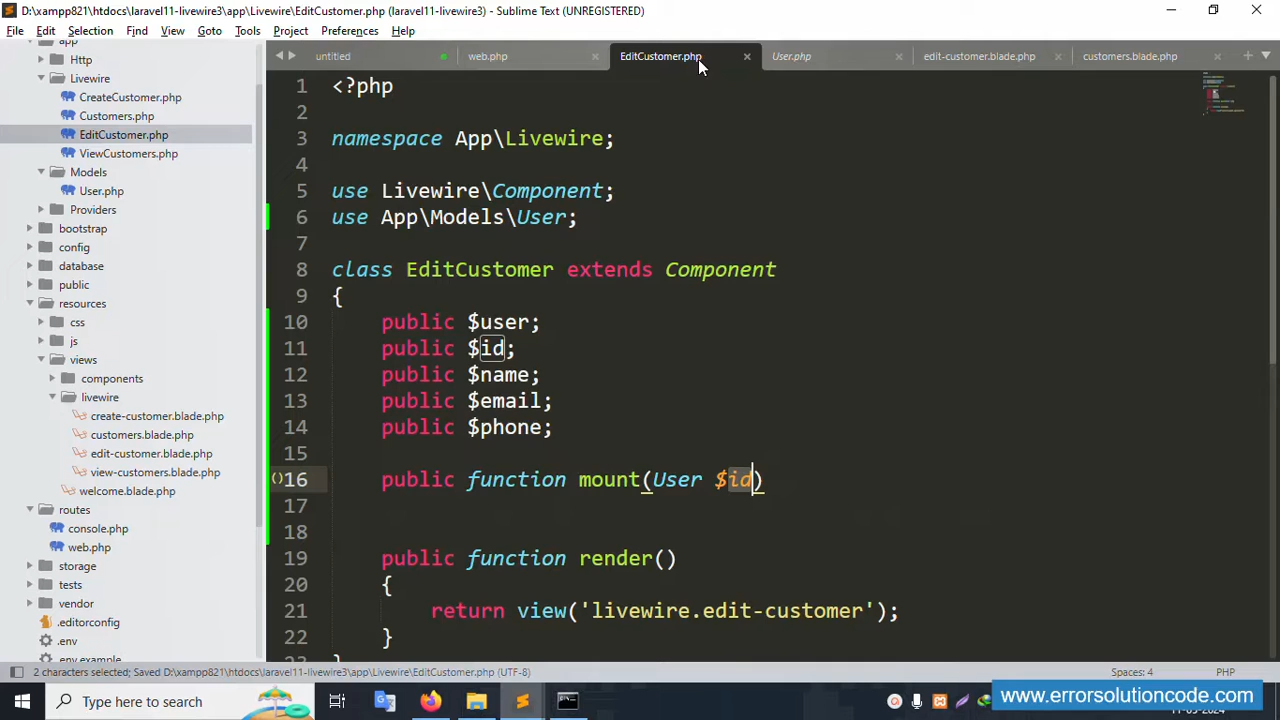 D:\xampp821\htdocs\laravel11-livewire3\app\Livewire\EditCustomer.php (laravel11-livewire3) - Sublime Text (UNREGISTERED)
File Edit Selection Find View Goto Tools Project Preferences Help
untitled web.php EditCustomer.php User.php edit-customer.blade.php customers.blade.php
app
Http
Livewire
CreateCustomer.php
Customers.php
EditCustomer.php
ViewCustomers.php
Models
User.php
Providers
bootstrap
config
database
public
resources
css
js
views
components
livewire
create-customer.blade.php
customers.blade.php
edit-customer.blade.php
view-customers.blade.php
welcome.blade.php
routes
console.php
web.php
storage
tests
vendor
.editorconfig
.env
.env.example
1 <?php
2
3 namespace App\Livewire;
4
5 use Livewire\Component;
6 use App\Models\User;
7
8 class EditCustomer extends Component
9 {
10 public $user;
11 public $id;
12 public $name;
13 public $email;
14 public $phone;
15
16 public function mount(User $id)
17
18
19 public function render()
20 {
21 return view('livewire.edit-customer');
22 }
23 }
2 characters selected; Saved D:\xampp821\htdocs\laravel11-livewire3\app\Livewire\EditCustomer.php (UTF-8) Spaces: 4 PHP
Type here to search
www.errorsolutioncode.com